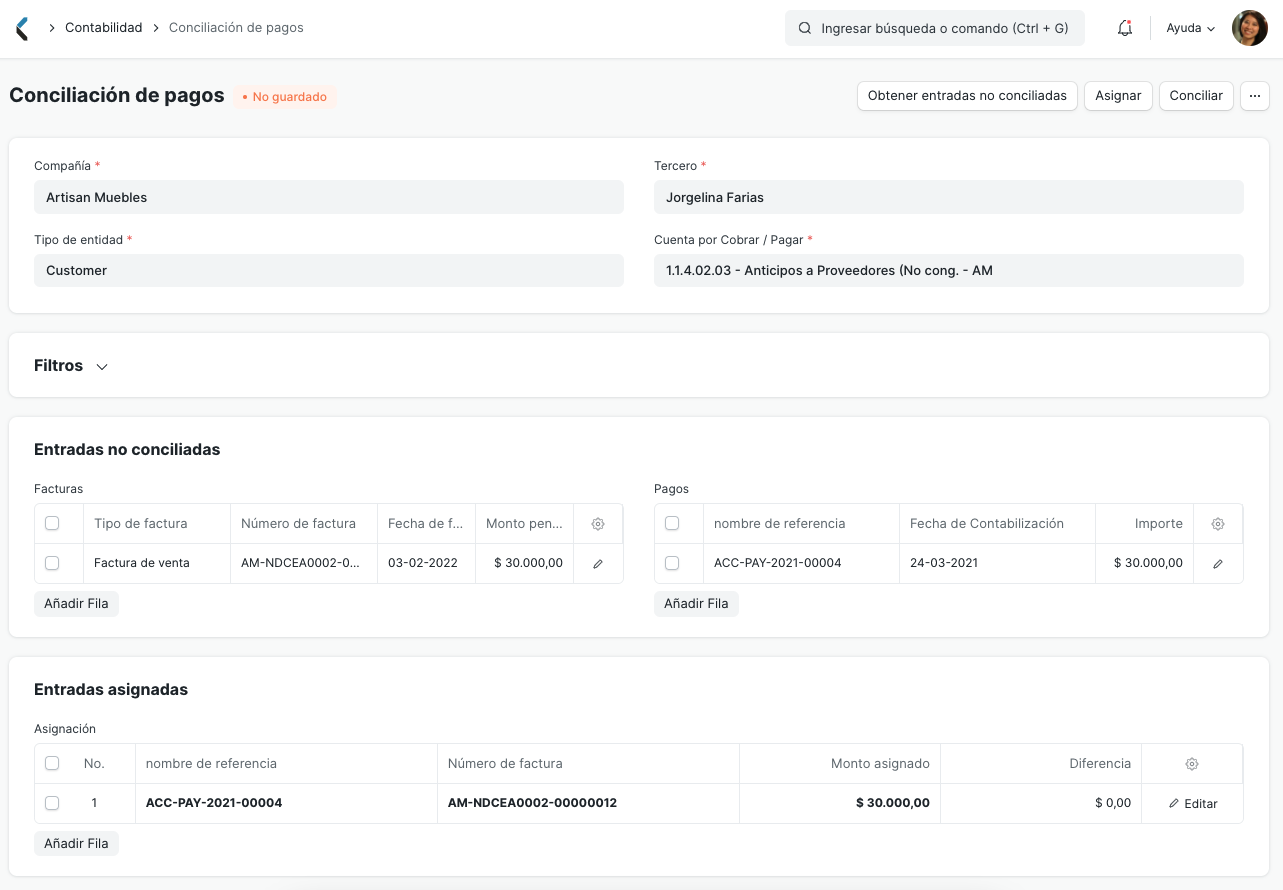 Contabilidad Conciliación de pagos
Ingresar búsqueda o comando (Ctrl + G)
Ayuda
Conciliación de pagos • No guardado
Obtener entradas no conciliadas Asignar Conciliar ...
Compañía *
Artisan Muebles
Tipo de entidad *
Customer
Tercero *
Jorgelina Farias
Cuenta por Cobrar / Pagar *
1.1.4.02.03 - Anticipos a Proveedores (No cong. - AM
Filtros
Entradas no conciliadas
Facturas
Tipo de factura Número de factura Fecha de f... Monto pen...
Factura de venta AM-NDCEA0002-0... 03-02-2022 $ 30.000,00
Añadir Fila
Pagos
nombre de referencia Fecha de Contabilización Importe
ACC-PAY-2021-00004 24-03-2021 $ 30.000,00
Añadir Fila
Entradas asignadas
Asignación
No. nombre de referencia Número de factura Monto asignado Diferencia
1 ACC-PAY-2021-00004 AM-NDCEA0002-00000012 $ 30.000,00 $ 0,00 Editar
Añadir Fila